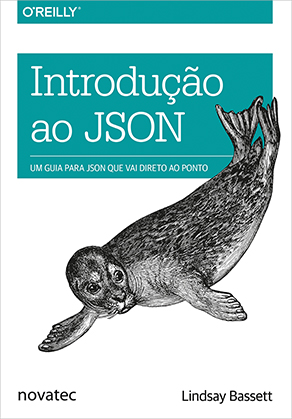 O'REILLY®
Introdução
ao JSON
UM GUIA PARA JSON QUE VAI DIRETO AO PONTO
novatec
Lindsay Bassett